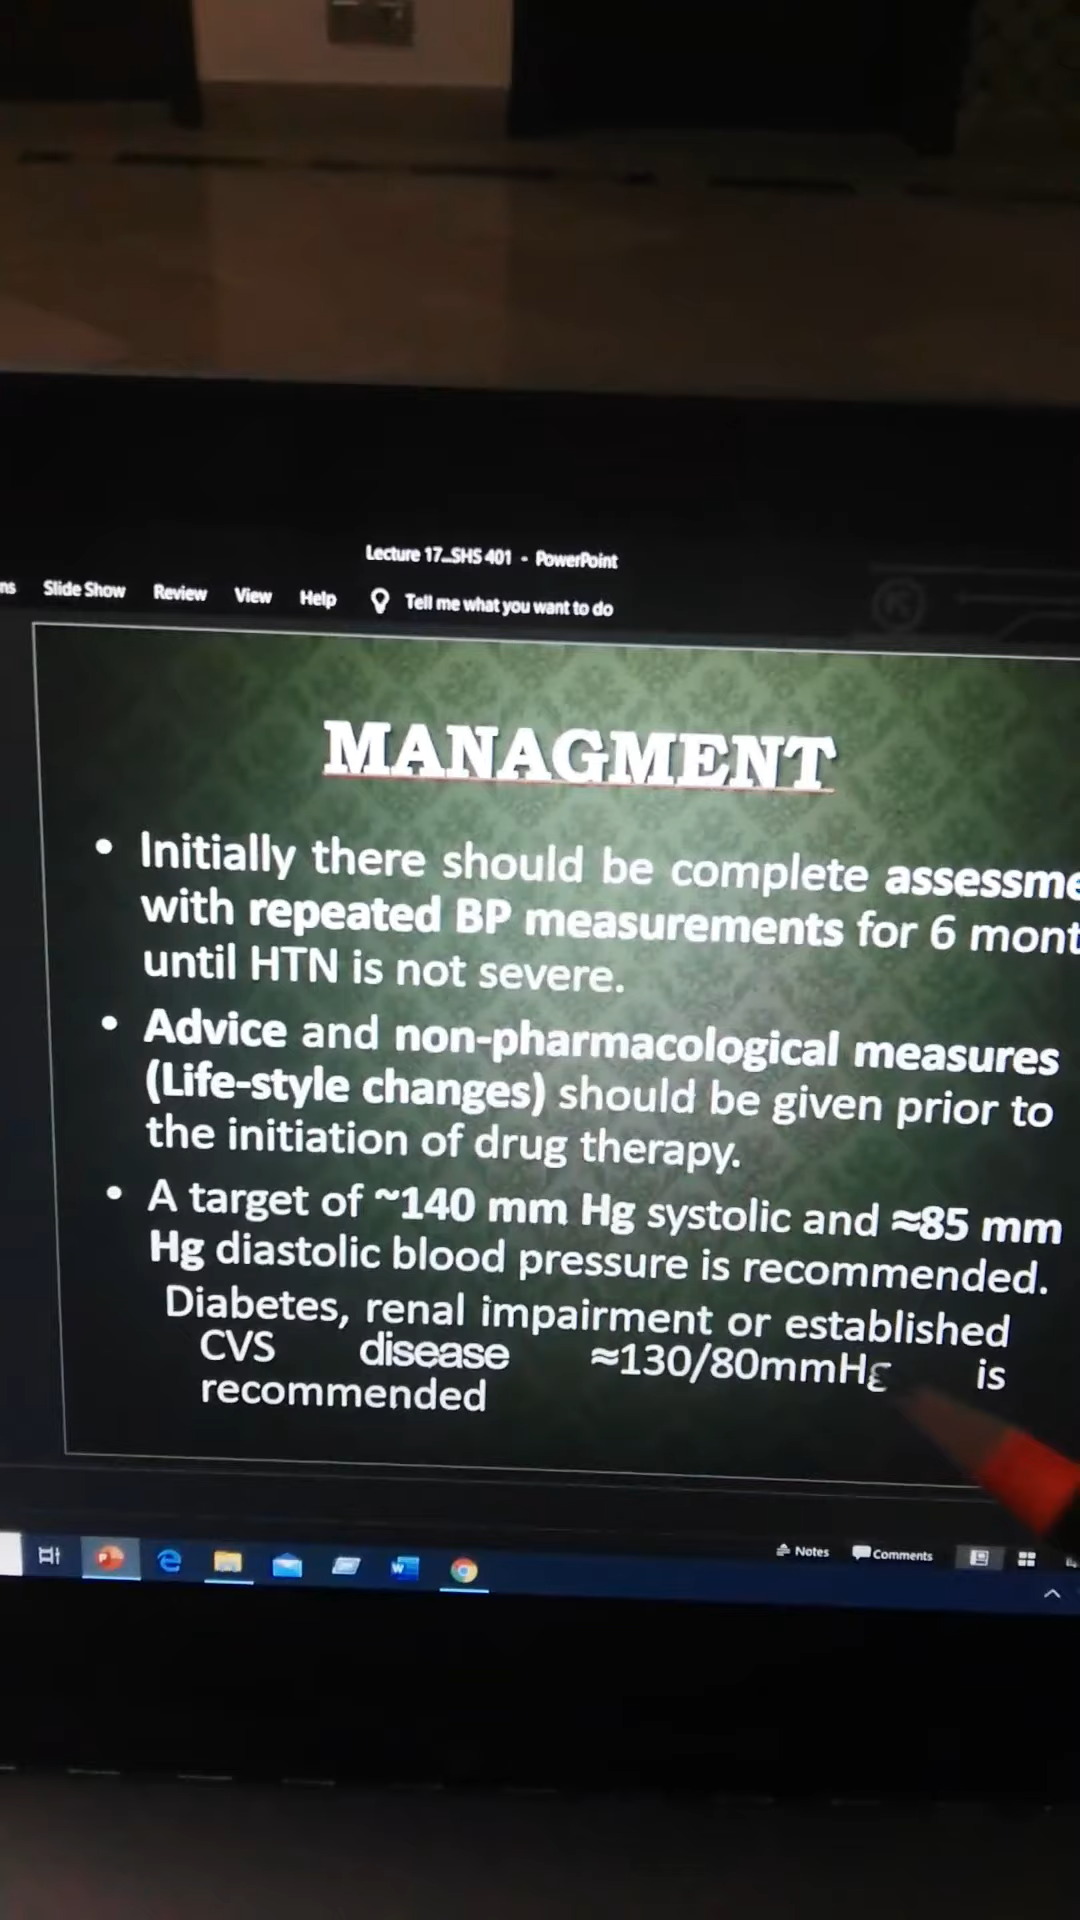 Lecture 17_SHS 401 - PowerPoint
ns Slide Show Review View Help Tell me what you want to do
MANAGMENT
• Initially there should be complete assessme
with repeated BP measurements for 6 mont
until HTN is not severe.
• Advice and non-pharmacological measures
(Life-style changes) should be given prior to
the initiation of drug therapy.
• A target of ~140 mm Hg systolic and ≈85 mm
Hg diastolic blood pressure is recommended.
Diabetes, renal impairment or established
CVS disease ≈130/80mmHg is
recommended
Notes Comments